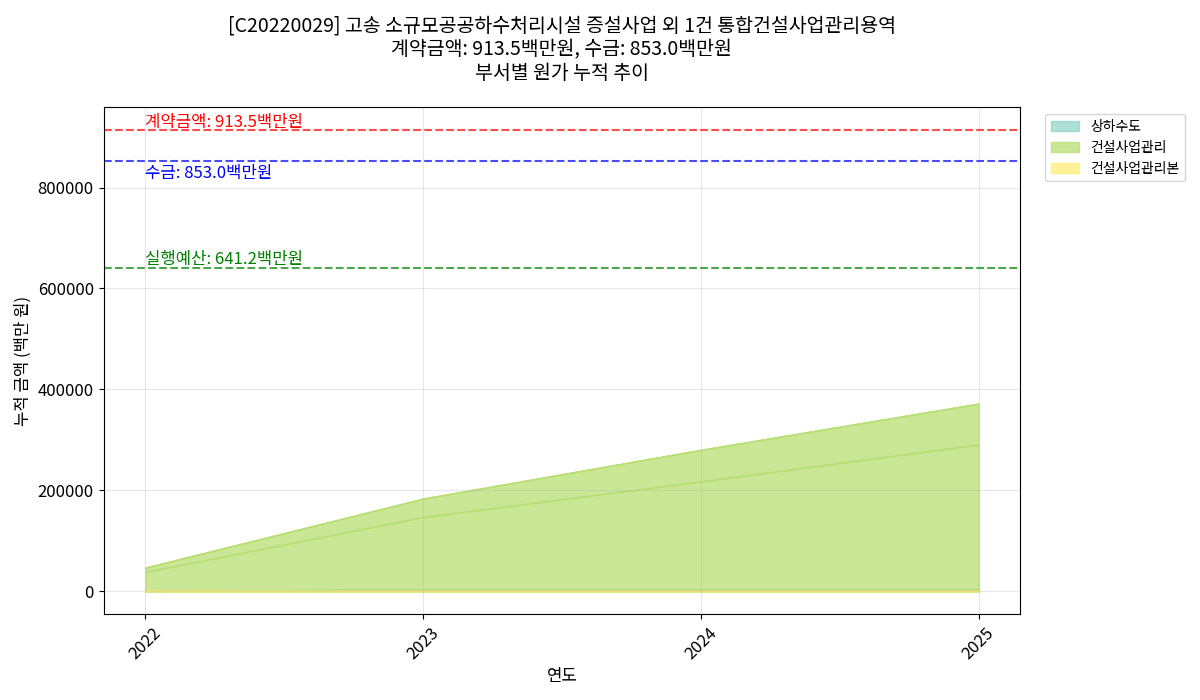 [C20220029] 고송 소규모공공하수처리시설 증설사업 외 1건 통합건설사업관리용역
계약금액: 913.5백만원, 수금: 853.0백만원
부서별 원가 누적 추이
계약금액: 913.5백만원
수금: 853.0백만원
실행예산: 641.2백만원
상하수도
건설사업관리
건설사업관리본
누적 금액 (백만 원)
800000
600000
400000
200000
0
2022
2023
2024
2025
연도